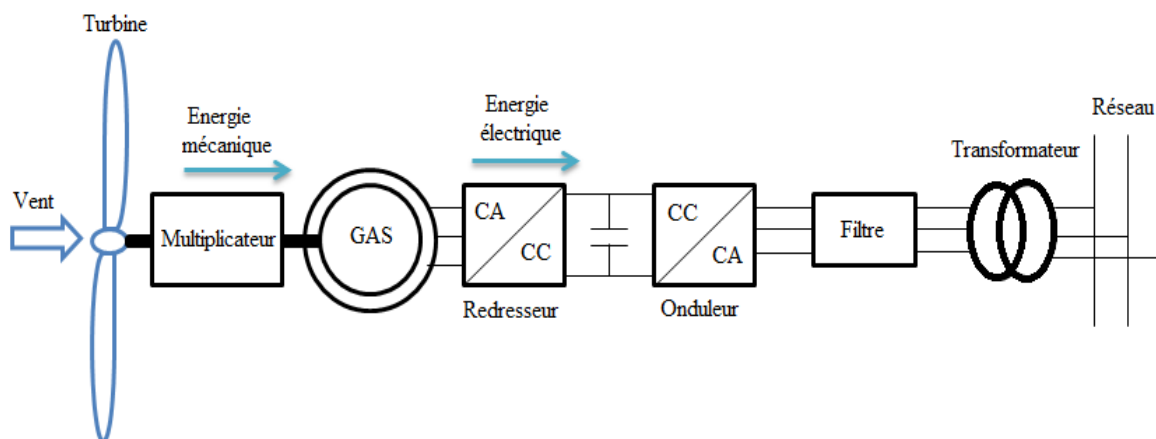 Turbine
Energie
mécanique
Energie
électrique
Réseau
Transformateur
Vent
Multiplicateur
GAS
CA
CC
CC
CA
Filtre
Redresseur
Onduleur